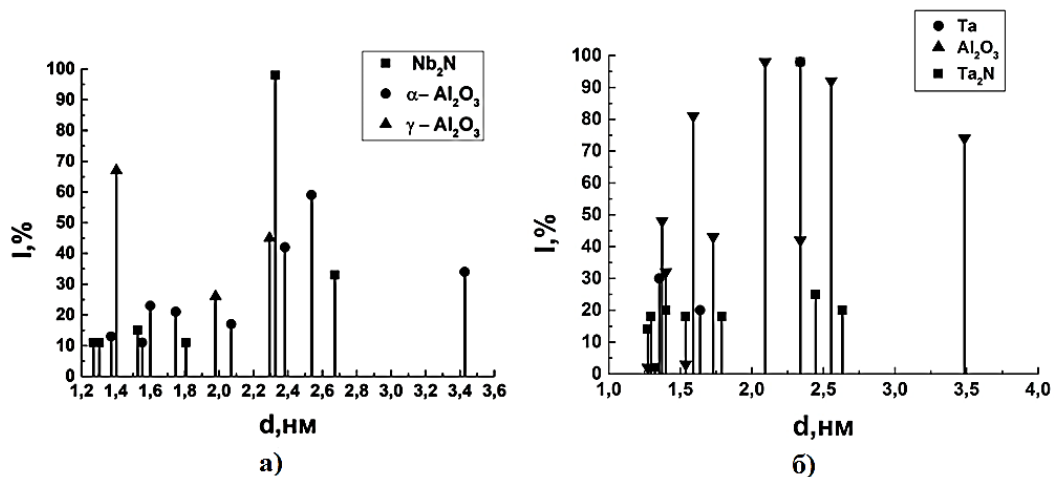 Nb₂N
α– Al₂O₃
γ – Al₂O₃
100
90
80
70
60
50
40
30
20
10
0
I,%
1,2 1,4 1,6 1,8 2,0 2,2 2,4 2,6 2,8 3,0 3,2 3,4 3,6
d,нм
а)
Ta
Al₂O₃
Ta₂N
100
90
80
70
60
50
40
30
20
10
0
I,%
1,0 1,5 2,0 2,5 3,0 3,5 4,0
d,нм
б)